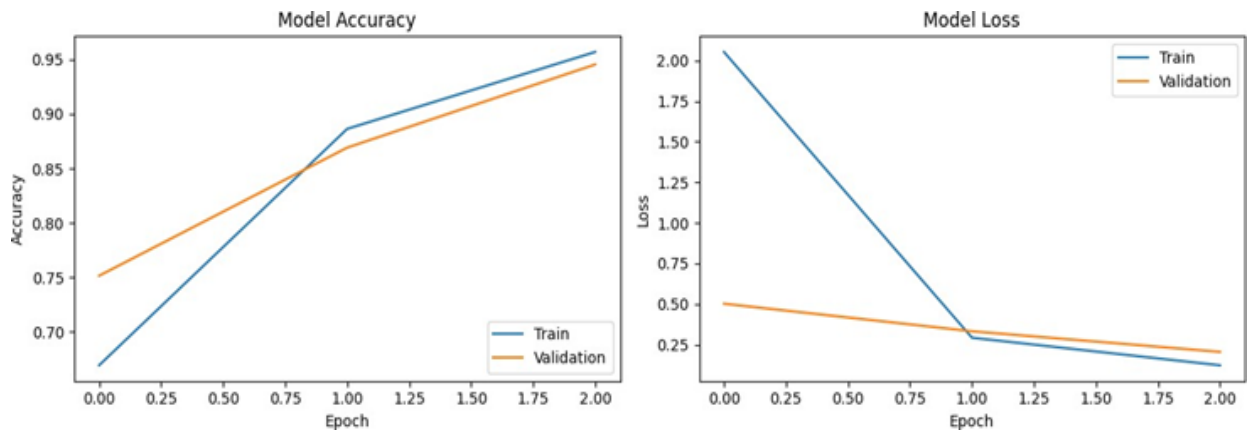 Model Accuracy
Accuracy
0.95
0.90
0.85
0.80
0.75
0.70
Train
Validation
0.00 0.25 0.50 0.75 1.00 1.25 1.50 1.75 2.00
Epoch
Model Loss
Loss
2.00
1.75
1.50
1.25
1.00
0.75
0.50
0.25
Train
Validation
0.00 0.25 0.50 0.75 1.00 1.25 1.50 1.75 2.00
Epoch